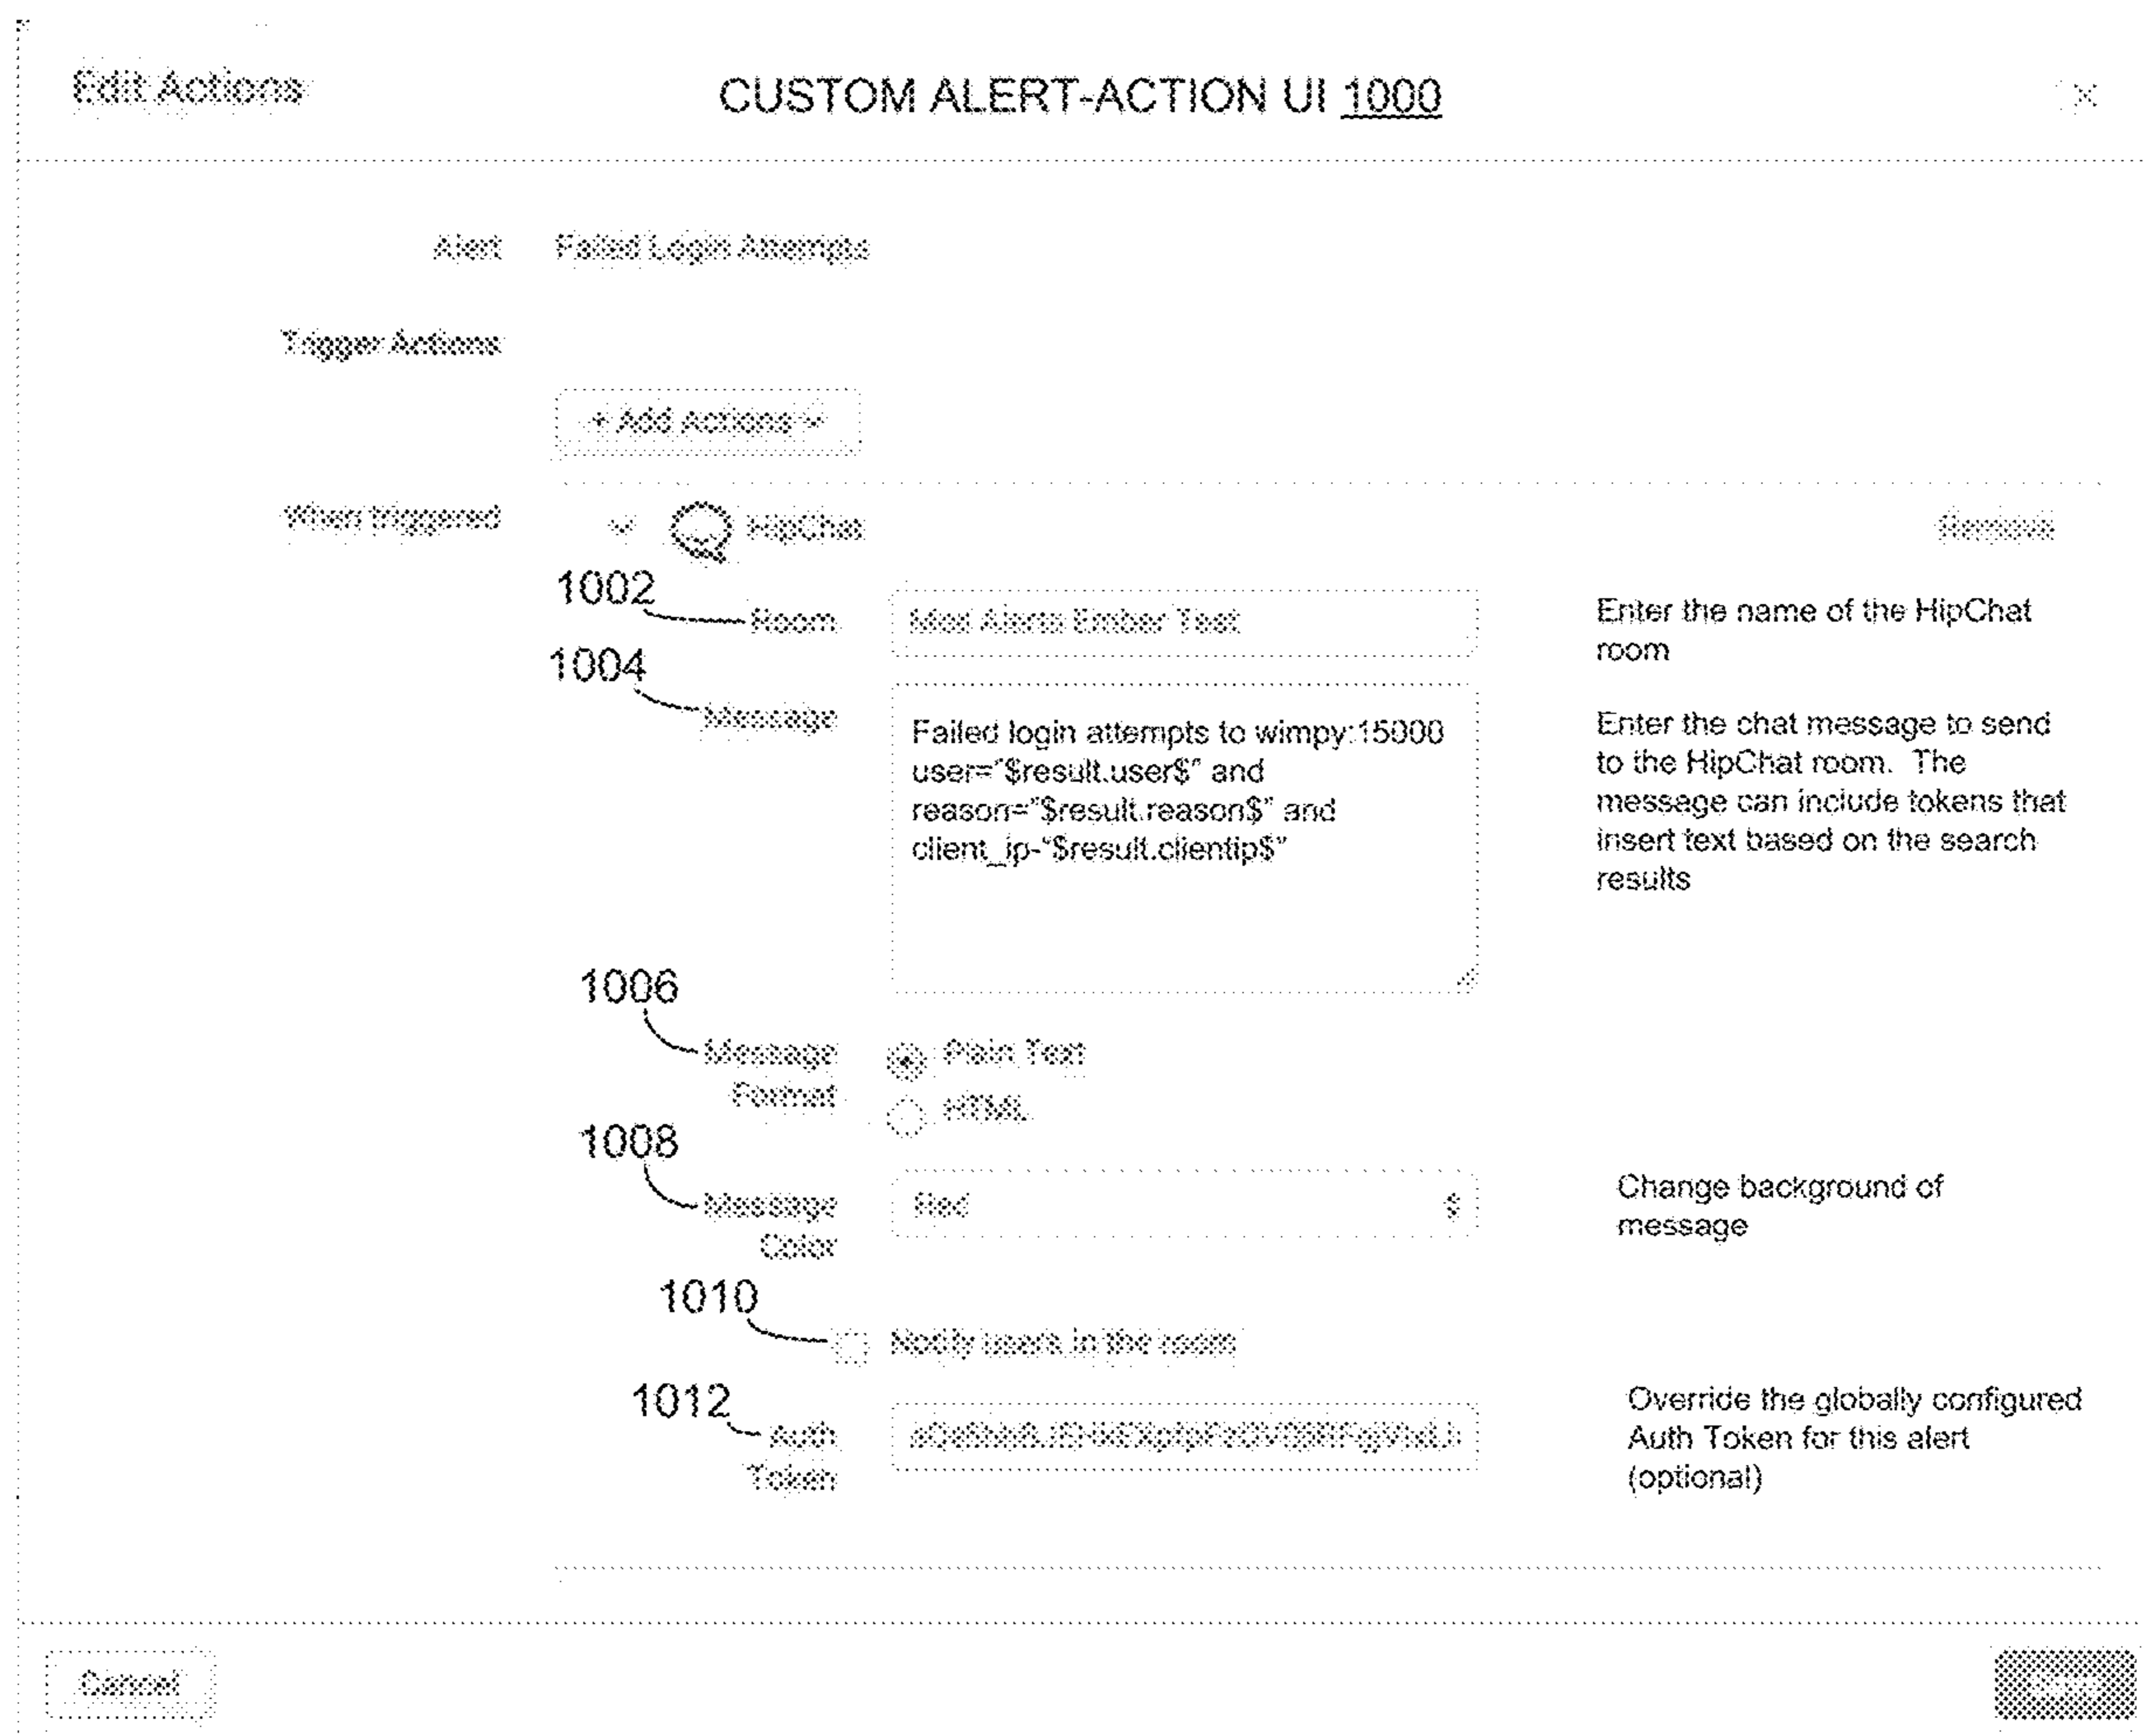 Edit Actions
CUSTOM ALERT-ACTION UI 1000
Alert Failed Login Attempts
Trigger Actions
+ Add Actions
When triggered HipChat Remove
1002
Room Mod Alerts Ember Test Enter the name of the HipChat
room
1004
Message
Failed login attempts to wimpy:15000
user="$result.user$" and
reason="$result.reason$" and
client_ip-"$result.clientip$"
Enter the chat message to send
to the HipChat room. The
message can include tokens that
insert text based on the search
results
1006
Message Plain Text
Format HTML
1008
Message Red
Color
Change background of
message
1010
Notify users in the room
1012
Auth
Token
Override the globally configured
Auth Token for this alert
(optional)
Cancel